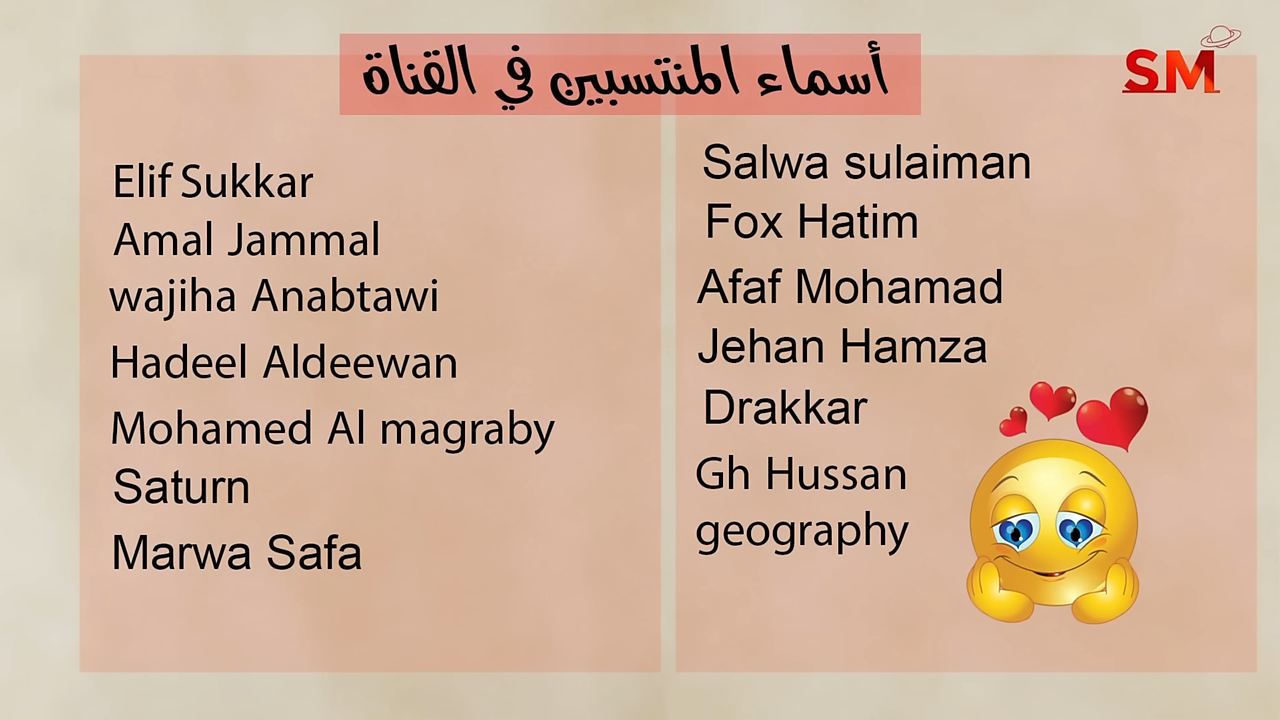 أسماء المنتسبين في القناة
SM
Elif Sukkar
Amal Jammal
wajiha Anabtawi
Hadeel Aldeewan
Mohamed Al magraby
Saturn
Marwa Safa
Salwa sulaiman
Fox Hatim
Afaf Mohamad
Jehan Hamza
Drakkar
Gh Hussan
geography